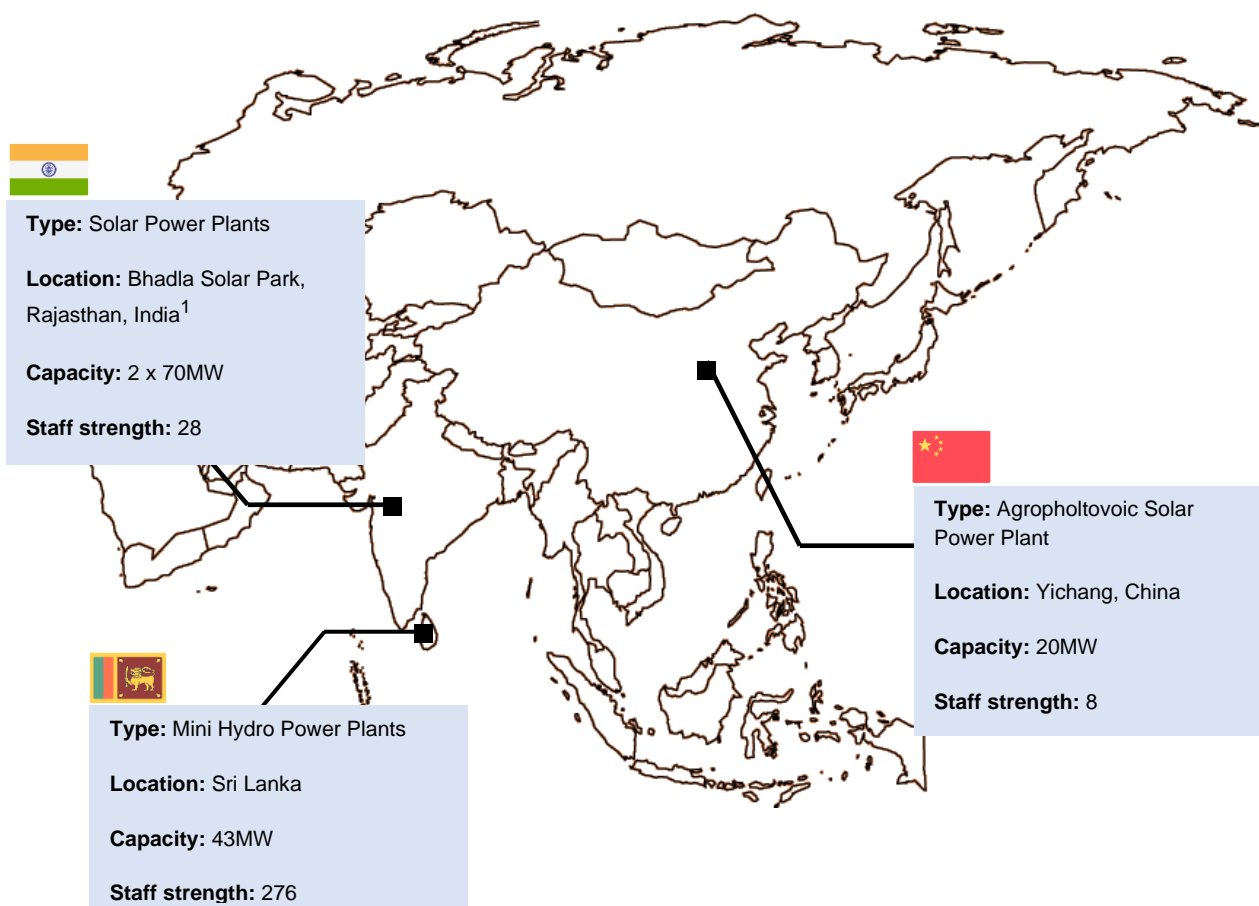 Type: Solar Power Plants
Location: Bhadla Solar Park,
Rajasthan, India¹
Capacity: 2 x 70MW
Staff strength: 28
Type: Agropholtovoic Solar
Power Plant
Location: Yichang, China
Capacity: 20MW
Staff strength: 8
Type: Mini Hydro Power Plants
Location: Sri Lanka
Capacity: 43MW
Staff strength: 276